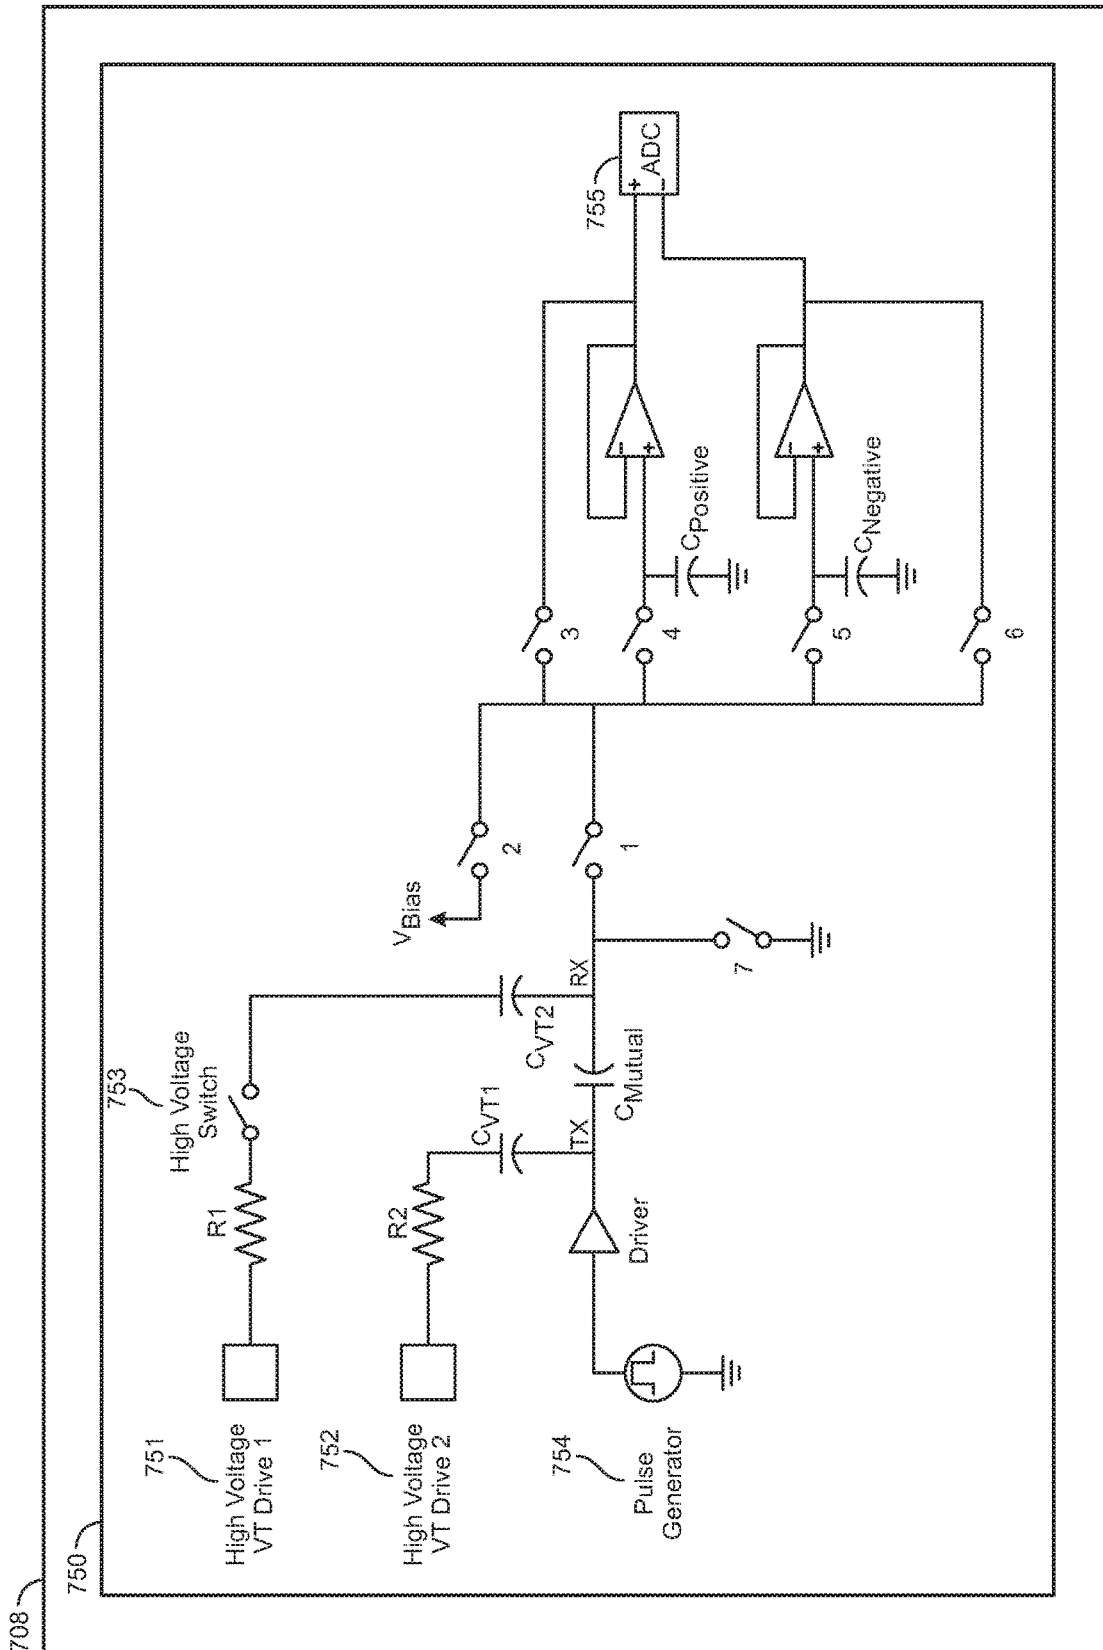 708
750
751
High Voltage
VT Drive 1
R1
753
High Voltage
Switch
752
High Voltage
VT Drive 2
R2
CVT1
CVT2
VBias
2
754
Pulse
Generator
Driver
TX
CMutual
RX
1
7
3
4
5
6
CPositive
CNegative
-
+
-
+
755
+
-
ADC